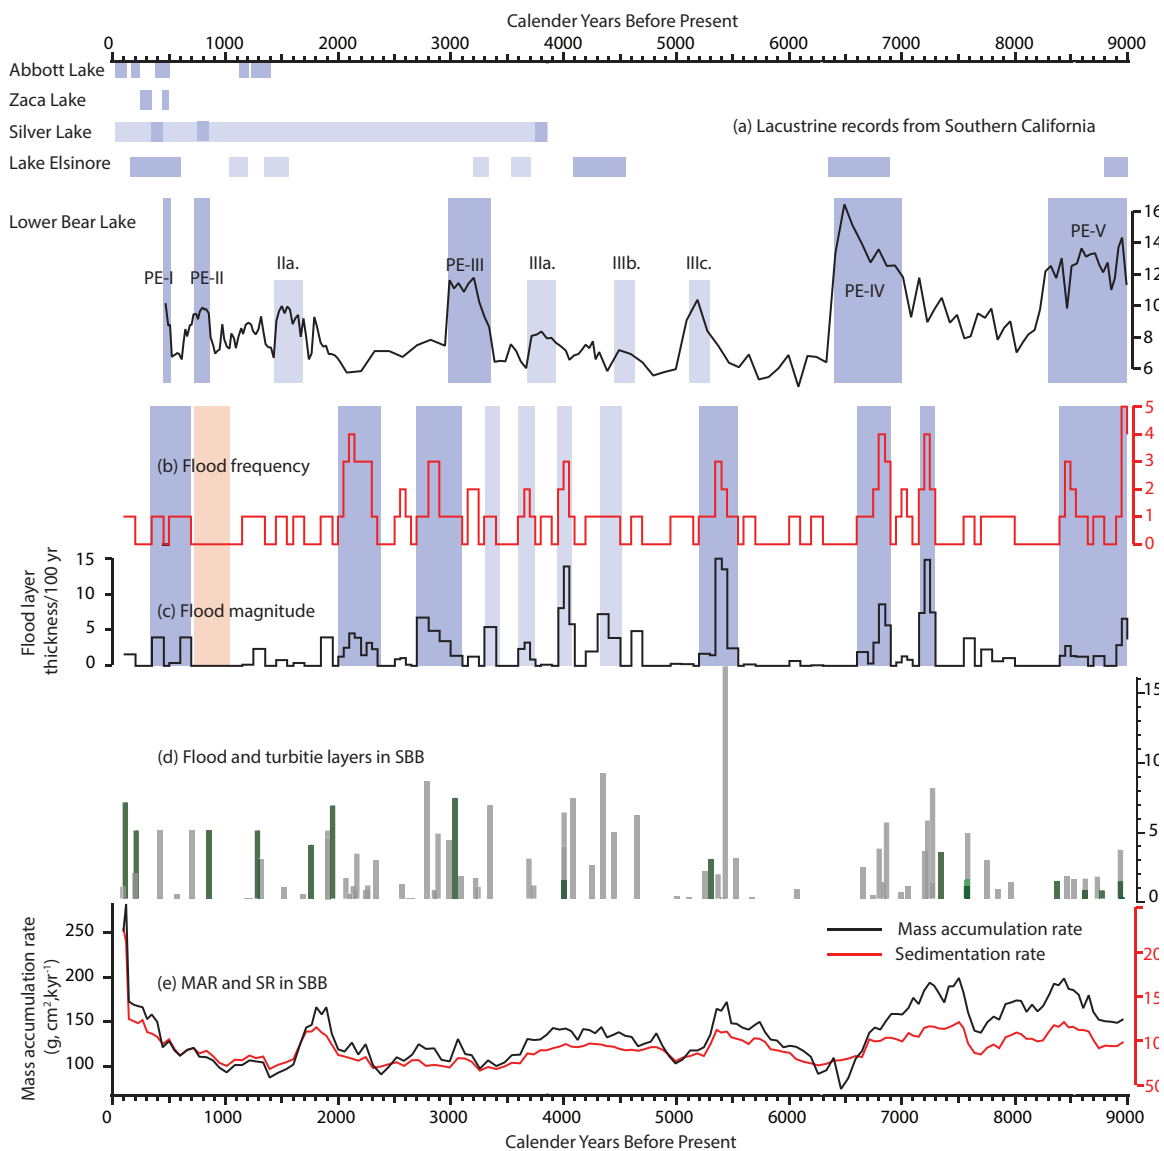 Calender Years Before Present
0 1000 2000 3000 4000 5000 6000 7000 8000 9000
Abbott Lake
Zaca Lake
Silver Lake
(a) Lacustrine records from Southern California
Lake Elsinore
Lower Bear Lake
PE-I
PE-II
IIa.
PE-III
IIIa.
IIIb.
IIIc.
PE-IV
PE-V
16
14
12
10
8
6
(b) Flood frequency
5
4
3
2
1
0
Flood layer
thickness/100 yr
15
10
5
0
(c) Flood magnitude
(d) Flood and turbitie layers in SBB
15
10
5
0
Mass accumulation rate
(g, cm²,kyr⁻¹)
250
200
150
100
(e) MAR and SR in SBB
Mass accumulation rate
Sedimentation rate
20
15
10
50
0 1000 2000 3000 4000 5000 6000 7000 8000 9000
Calender Years Before Present